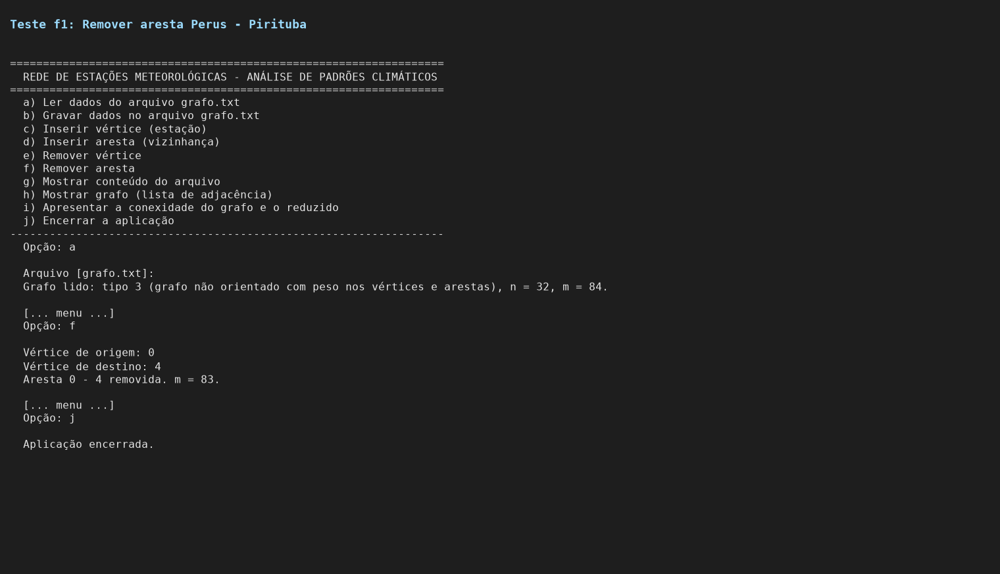 Teste f1: Remover aresta Perus - Pirituba
==================================================================
REDE DE ESTAÇÕES METEOROLÓGICAS - ANÁLISE DE PADRÕES CLIMÁTICOS
==================================================================
a) Ler dados do arquivo grafo.txt
b) Gravar dados no arquivo grafo.txt
c) Inserir vértice (estação)
d) Inserir aresta (vizinhança)
e) Remover vértice
f) Remover aresta
g) Mostrar conteúdo do arquivo
h) Mostrar grafo (lista de adjacência)
i) Apresentar a conexidade do grafo e o reduzido
j) Encerrar a aplicação
------------------------------------------------------------------
Opção: a
Arquivo [grafo.txt]:
Grafo lido: tipo 3 (grafo não orientado com peso nos vértices e arestas), n = 32, m = 84.
[... menu ...]
Opção: f
Vértice de origem: 0
Vértice de destino: 4
Aresta 0 - 4 removida. m = 83.
[... menu ...]
Opção: j
Aplicação encerrada.